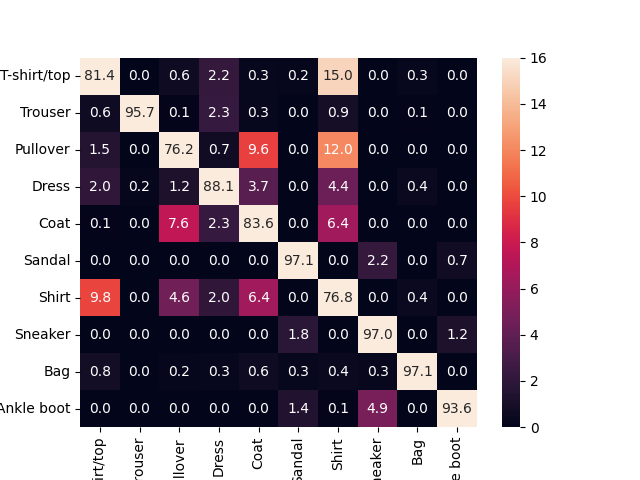 T-shirt/top 81.4 0.0 0.6 2.2 0.3 0.2 15.0 0.0 0.3 0.0
Trouser 0.6 95.7 0.1 2.3 0.3 0.0 0.9 0.0 0.1 0.0
Pullover 1.5 0.0 76.2 0.7 9.6 0.0 12.0 0.0 0.0 0.0
Dress 2.0 0.2 1.2 88.1 3.7 0.0 4.4 0.0 0.4 0.0
Coat 0.1 0.0 7.6 2.3 83.6 0.0 6.4 0.0 0.0 0.0
Sandal 0.0 0.0 0.0 0.0 0.0 97.1 0.0 2.2 0.0 0.7
Shirt 9.8 0.0 4.6 2.0 6.4 0.0 76.8 0.0 0.4 0.0
Sneaker 0.0 0.0 0.0 0.0 0.0 1.8 0.0 97.0 0.0 1.2
Bag 0.8 0.0 0.2 0.3 0.6 0.3 0.4 0.3 97.1 0.0
Ankle boot 0.0 0.0 0.0 0.0 0.0 1.4 0.1 4.9 0.0 93.6
irt/top
rouser
llover
Dress
Coat
Sandal
Shirt
neaker
Bag
e boot
16
14
12
10
8
6
4
2
0